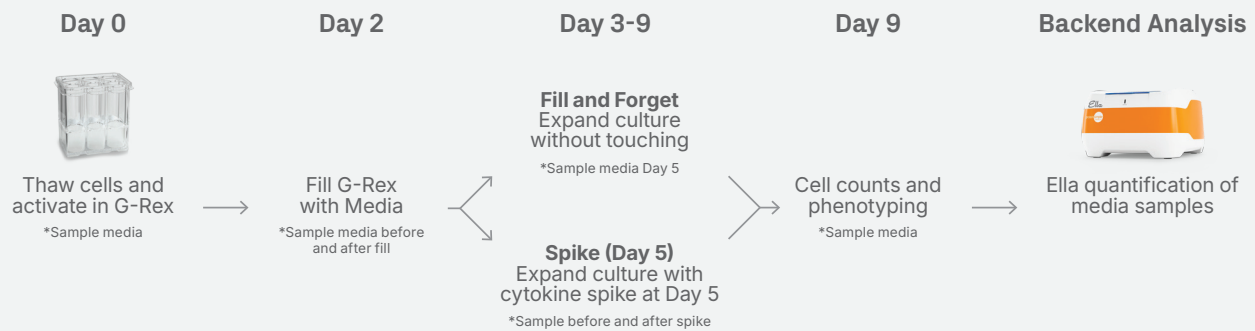 Day 0
Day 2
Day 3-9
Day 9
Backend Analysis
Ella
Thaw cells and
activate in G-Rex
*Sample media
Fill G-Rex
with Media
*Sample media before
and after fill
Fill and Forget
Expand culture
without touching
*Sample media Day 5
Spike (Day 5)
Expand culture with
cytokine spike at Day 5
*Sample before and after spike
Cell counts and
phenotyping
*Sample media
Ella quantification of
media samples